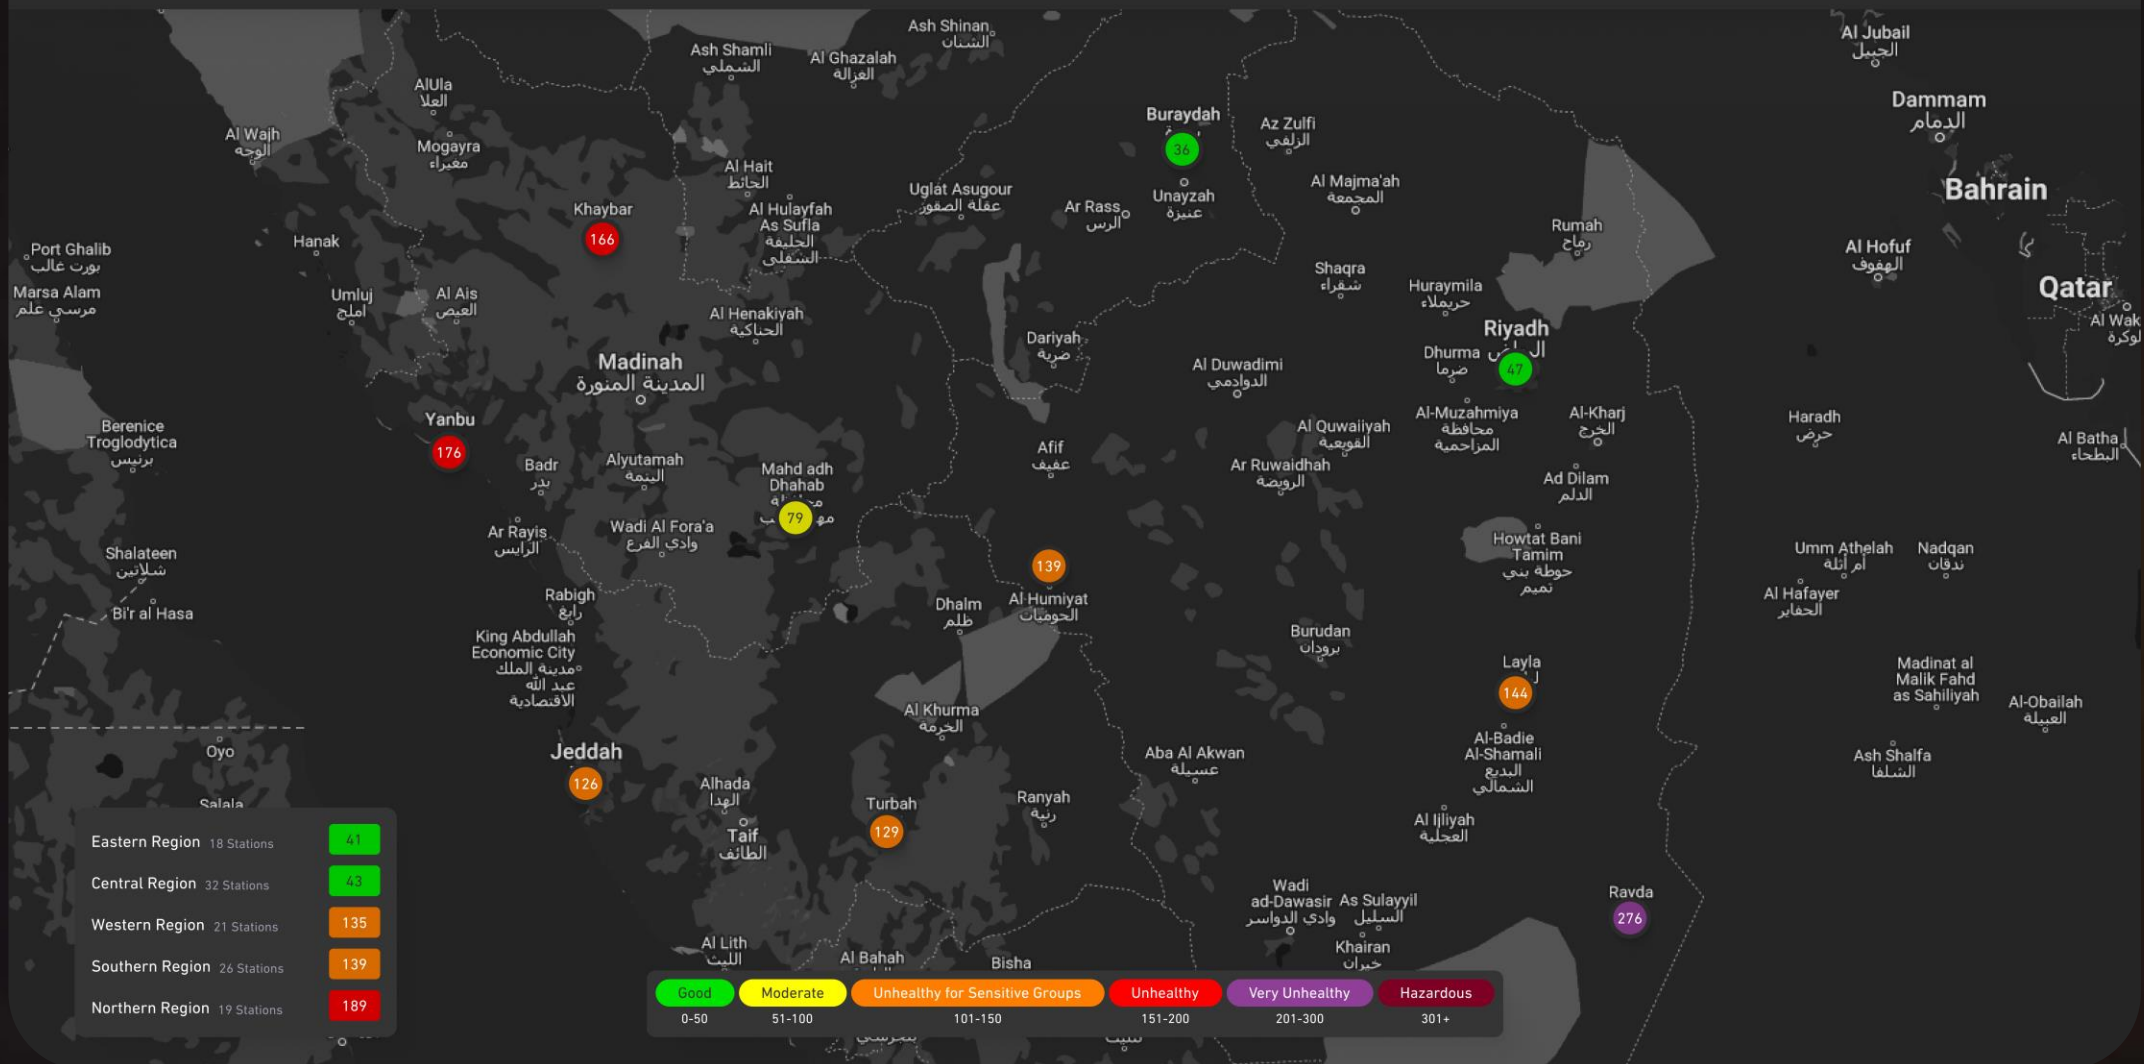 Ash Shinan
الشنان
Al Jubail
الجبيل
Ash Shamli
الشملي
Al Ghazalah
الغزالة
AlUla
العلا
Dammam
الدمام
Buraydah
36
Az Zulfi
الزلفي
Al Wajh
الوجه
Mogayra
مغيراء
Al Hait
الحائط
Al Majma'ah
المجمعة
Bahrain
Uglat Asugour
عقلة الصقور
Unayzah
عنيزة
Ar Rass
الرس
Khaybar
166
Al Hulayfah
As Sufla
الحليفة
السفلى
Rumah
رماح
Hanak
Port Ghalib
بورت غالب
Al Hofuf
الهفوف
Shaqra
شقراء
Huraymila
حريملاء
Qatar
Marsa Alam
مرسى علم
Umluj
أملج
Al Ais
العيص
Al Henakiyah
الحناكية
Al Wak
لوكرة
Riyadh
47
Dariyah
ضرية
Dhurma
ضرما
Madinah
المدينة المنورة
Al Duwadimi
الدوادمي
Yanbu
176
Al-Muzahmiya
محافظة
المزاحمية
Al-Kharj
الخرج
Haradh
حرض
Berenice
Troglodytica
برنيس
Al Quwaiiyah
القويعية
Al Batha
البطحاء
Afif
عفيف
Badr
بدر
Alyutamah
اليتمة
Mahd adh
Dhahab
79
Ar Ruwaidhah
الرويضة
Ad Dilam
الدلم
Ar Rayis
الرايس
Wadi Al Fora'a
وادي الفرع
Howtat Bani
Tamim
حوطة بني
تميم
Shalateen
شلاتين
Umm Athelah
أم أثلة
Nadqan
ندقان
139
Al Humiyat
الحوميات
Rabigh
رابغ
Dhalm
ظلم
Al Hafayer
الحفاير
Bi'r al Hasa
King Abdullah
Economic City
مدينة الملك
عبد الله
الاقتصادية
Burudan
برودان
Layla
144
Madinat al
Malik Fahd
as Sahiliyah
Al-Obailah
العبيلة
Al Khurma
الخرمة
Oyo
Jeddah
126
Aba Al Akwan
عسيلة
Al-Badie
Al-Shamali
البديع
الشمالي
Ash Shalfa
الشلفا
Alhada
الهدا
Turbah
129
Ranyah
رنية
Salala
Taif
الطائف
Al Ijliyah
العجلية
Wadi
ad-Dawasir
وادي الدواسر
As Sulayyil
السليل
Ravda
276
Al Lith
الليث
Al Bahah
Bisha
Khairan
خيران
Eastern Region 18 Stations 41
Central Region 32 Stations 43
Western Region 21 Stations 135
Southern Region 26 Stations 139
Northern Region 19 Stations 189
Good Moderate Unhealthy for Sensitive Groups Unhealthy Very Unhealthy Hazardous
0-50 51-100 101-150 151-200 201-300 301+